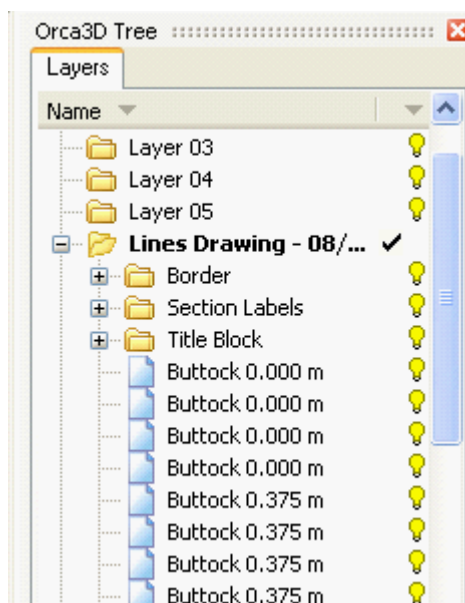 Orca3D Tree
Layers
Name
Layer 03
Layer 04
Layer 05
Lines Drawing - 08/...
Border
Section Labels
Title Block
Buttock 0.000 m
Buttock 0.000 m
Buttock 0.000 m
Buttock 0.000 m
Buttock 0.375 m
Buttock 0.375 m
Buttock 0.375 m
Buttock 0.375 m